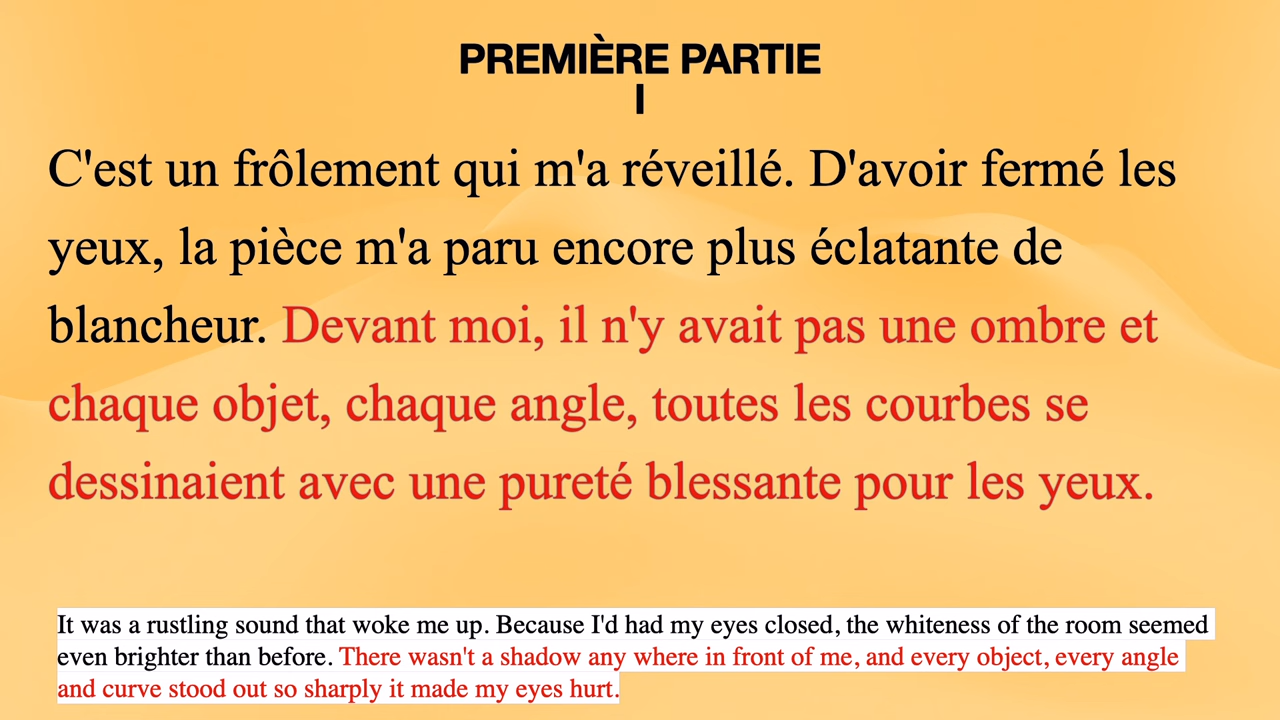 PREMIÈRE PARTIE
I
C'est un frôlement qui m'a réveillé. D'avoir fermé les
yeux, la pièce m'a paru encore plus éclatante de
blancheur. Devant moi, il n'y avait pas une ombre et
chaque objet, chaque angle, toutes les courbes se
dessinaient avec une pureté blessante pour les yeux.
It was a rustling sound that woke me up. Because I'd had my eyes closed, the whiteness of the room seemed
even brighter than before. There wasn't a shadow any where in front of me, and every object, every angle
and curve stood out so sharply it made my eyes hurt.